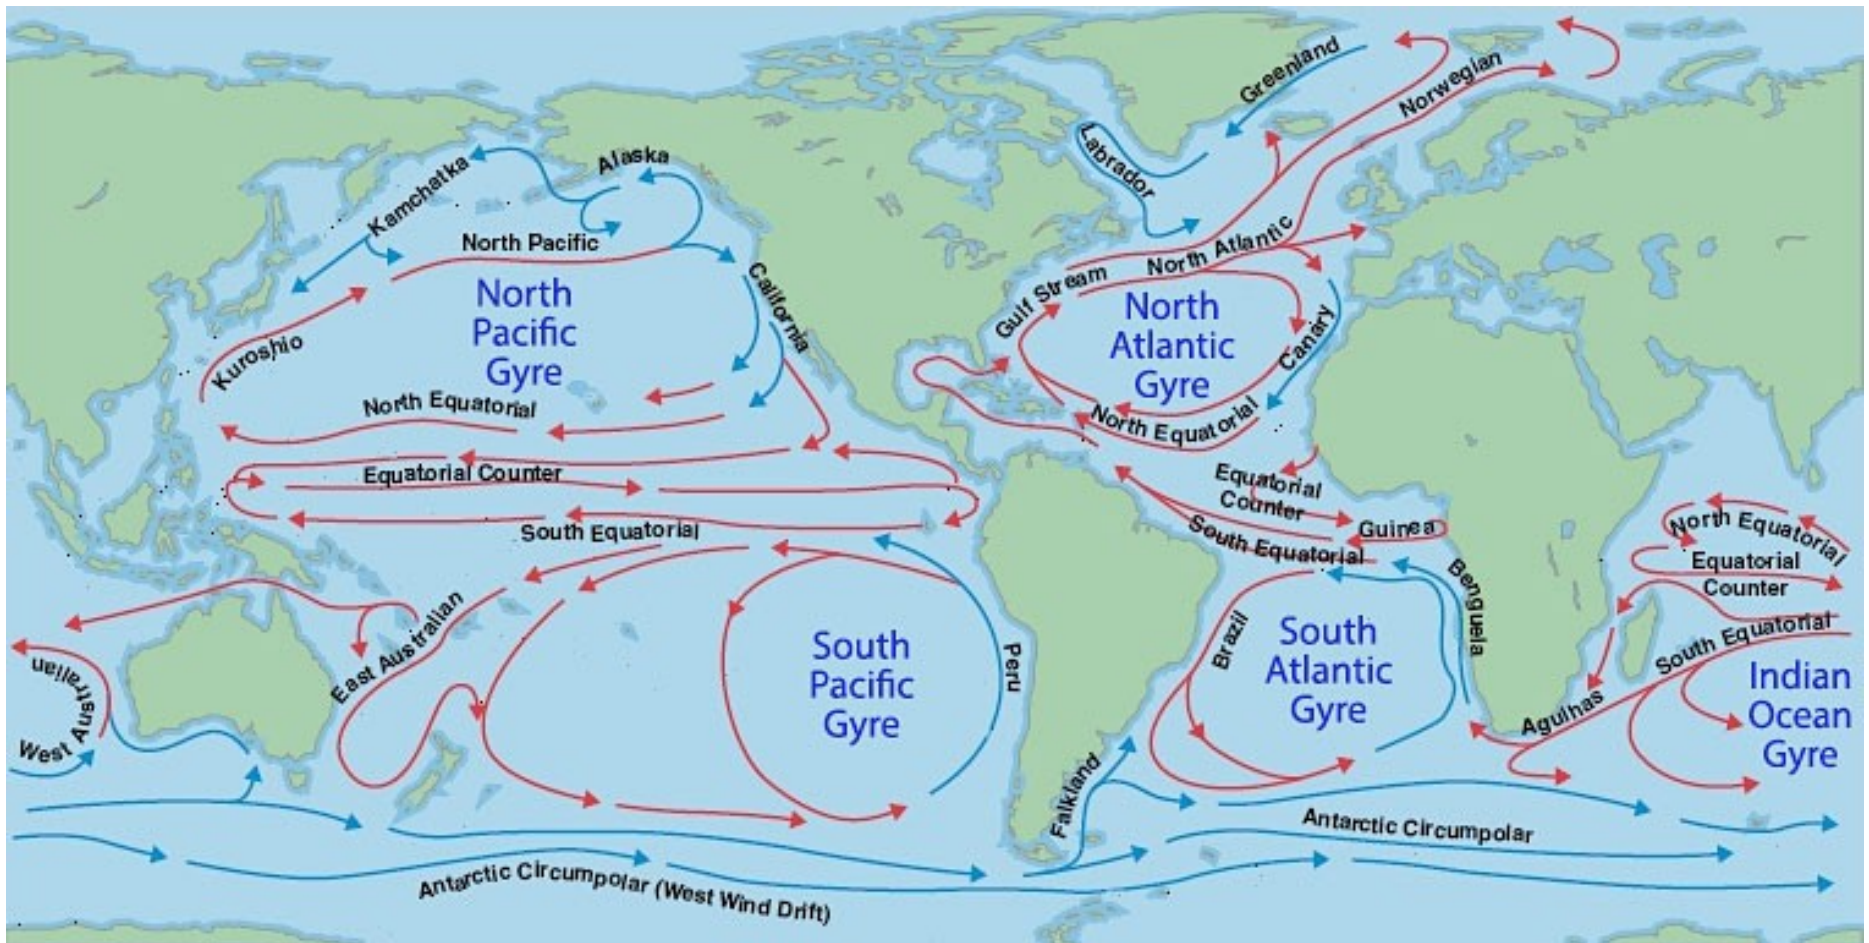 Greenland
Norwegian
Labrador
Alaska
Kamchatka
North Pacific
North Atlantic
Gulf Stream
California
Canary
Kuroshio
North
Pacific
Gyre
North
Atlantic
Gyre
North Equatorial
North Equatorial
Equatorial Counter
Equatorial
Counter
Guinea
South Equatorial
South Equatorial
North Equatorial
Equatorial
Counter
South Equatorial
Benguela
East Australian
West Australian
Peru
Brazil
South
Pacific
Gyre
South
Atlantic
Gyre
Indian
Ocean
Gyre
Agulhas
Falkland
Antarctic Circumpolar
Antarctic Circumpolar (West Wind Drift)